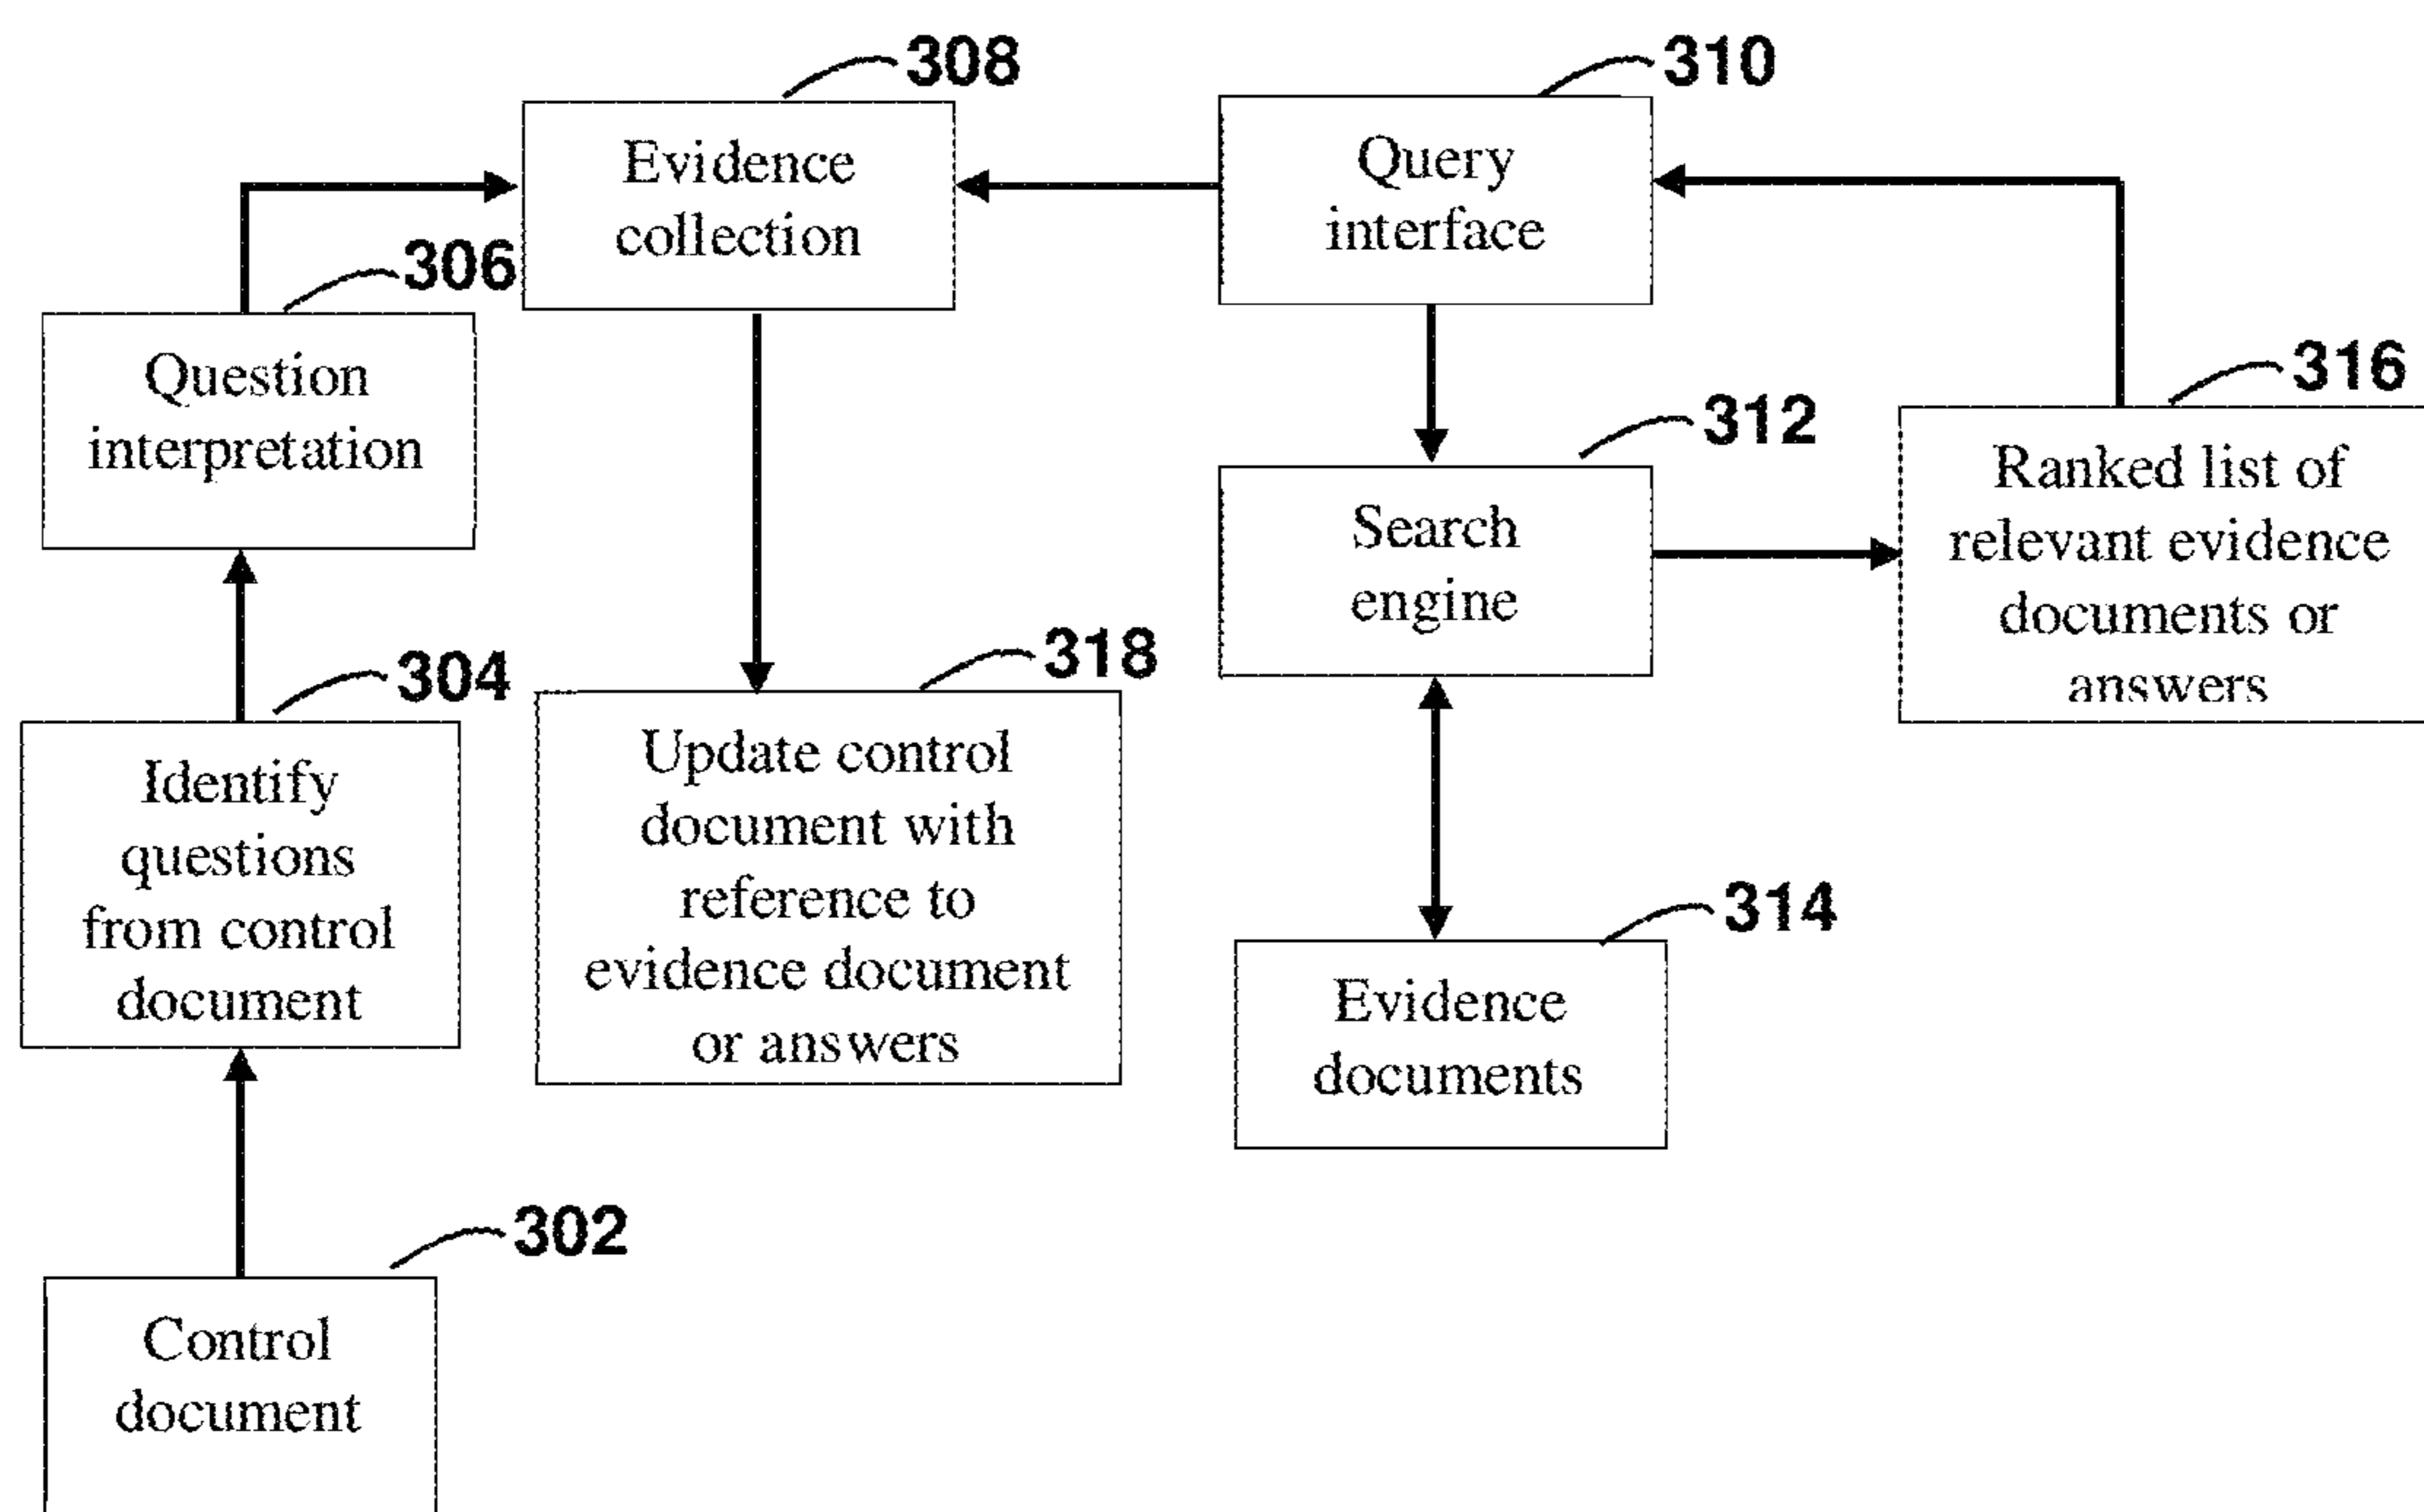 308
Evidence
collection
310
Query
interface
306
Question
interpretation
316
Ranked list of
relevant evidence
documents or
answers
312
Search
engine
304
Identify
questions
from control
document
318
Update control
document with
reference to
evidence document
or answers
314
Evidence
documents
302
Control
document